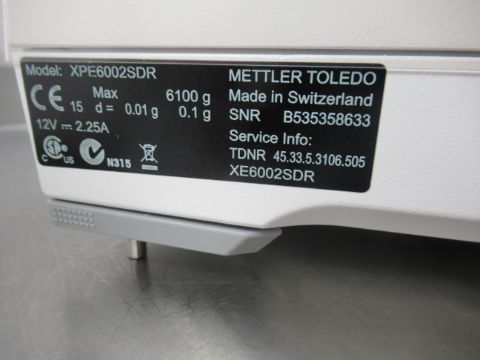 Model: XPE6002SDR
METTLER TOLEDO
CE 15 Max 6100 g
d = 0.01 g 0.1 g
12V ⎓ 2.25A
Made in Switzerland
SNR B535358633
Service Info:
TDNR 45.33.5.3106.505
XE6002SDR
C US N315